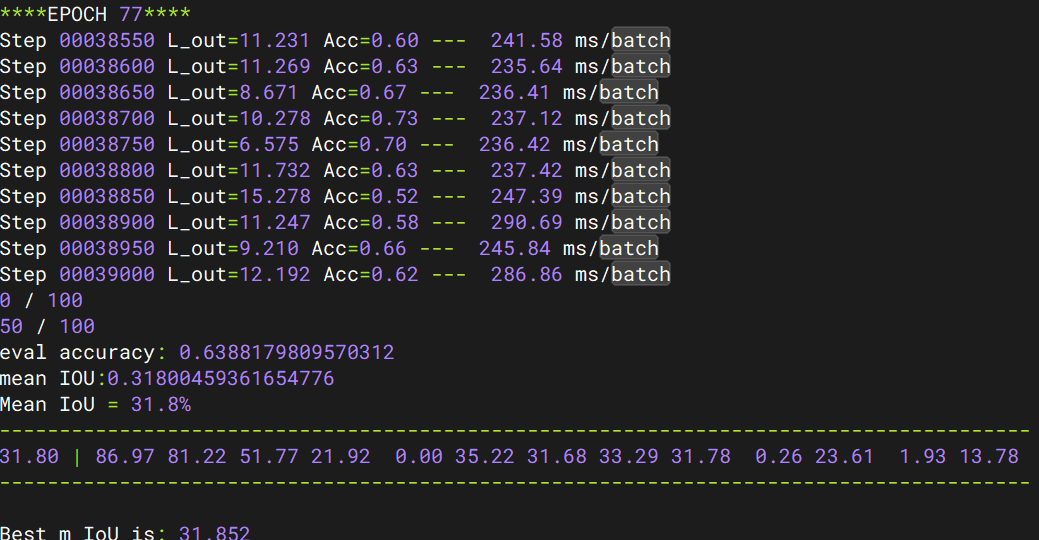 ****EPOCH 77****
Step 00038550 L_out=11.231 Acc=0.60 ---  241.58 ms/batch
Step 00038600 L_out=11.269 Acc=0.63 ---  235.64 ms/batch
Step 00038650 L_out=8.671 Acc=0.67 ---  236.41 ms/batch
Step 00038700 L_out=10.278 Acc=0.73 ---  237.12 ms/batch
Step 00038750 L_out=6.575 Acc=0.70 ---  236.42 ms/batch
Step 00038800 L_out=11.732 Acc=0.63 ---  237.42 ms/batch
Step 00038850 L_out=15.278 Acc=0.52 ---  247.39 ms/batch
Step 00038900 L_out=11.247 Acc=0.58 ---  290.69 ms/batch
Step 00038950 L_out=9.210 Acc=0.66 ---  245.84 ms/batch
Step 00039000 L_out=12.192 Acc=0.62 ---  286.86 ms/batch
0 / 100
50 / 100
eval accuracy: 0.6388179809570312
mean IOU:0.31800459361654776
Mean IoU = 31.8%
--------------------------------------------------------------------------------------
31.80 | 86.97 81.22 51.77 21.92  0.00 35.22 31.68 33.29 31.78  0.26 23.61  1.93 13.78
--------------------------------------------------------------------------------------
Best m_IoU is: 31.852